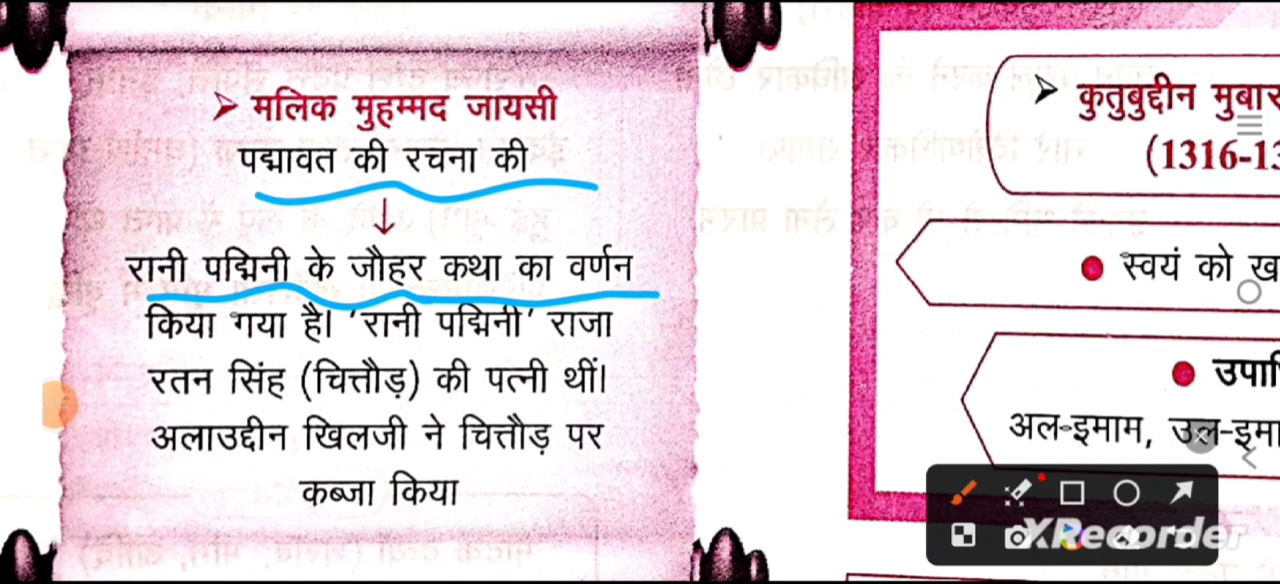 ➤ मलिक मुहम्मद जायसी
पद्मावत की रचना की
↓
रानी पद्मिनी के जौहर कथा का वर्णन
किया गया है। 'रानी पद्मिनी' राजा
रतन सिंह (चित्तौड़) की पत्नी थीं।
अलाउद्दीन खिलजी ने चित्तौड़ पर
कब्जा किया
➤ कुतुबुद्दीन मुबार
(1316-13
● स्वयं को ख
● उपाि
अल-इमाम, उल-इमा
XRecorder